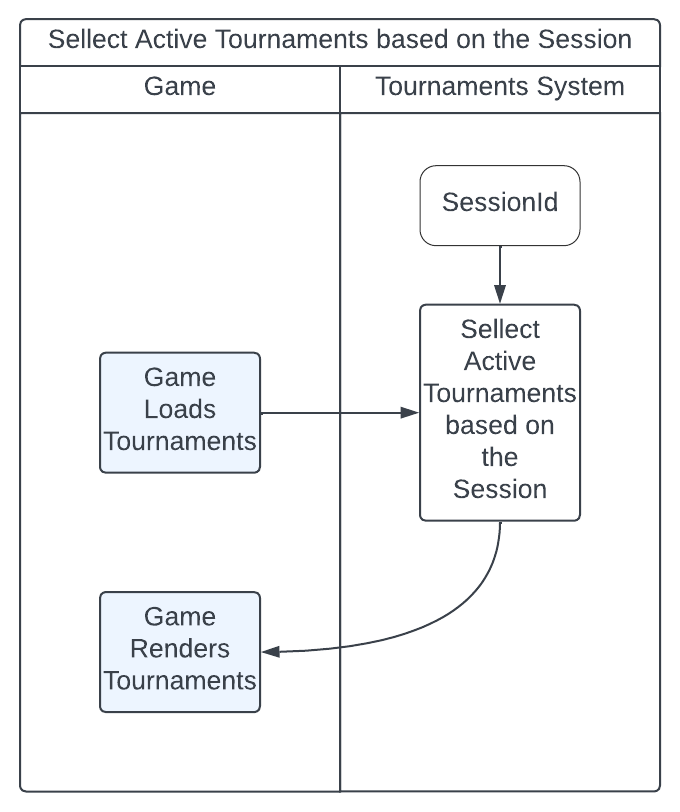 Sellect Active Tournaments based on the Session
Game
Tournaments System
SessionId
Sellect
Active
Tournaments
based on
the
Session
Game
Loads
Tournaments
Game
Renders
Tournaments